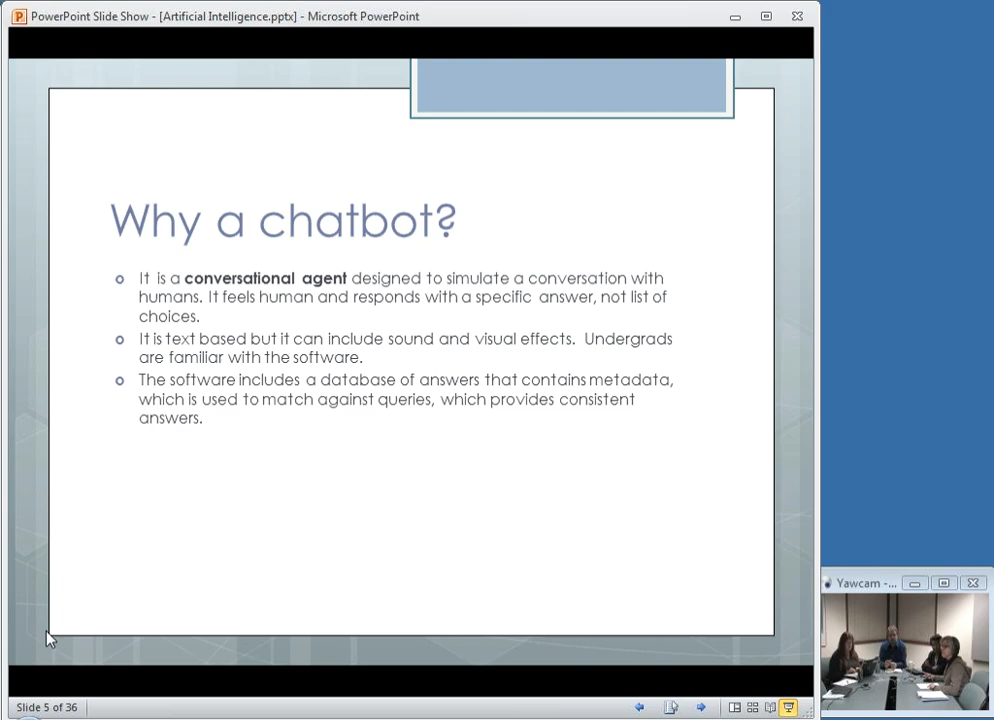 PowerPoint Slide Show - [Artificial Intelligence.pptx] - Microsoft PowerPoint
Why a chatbot?
It is a conversational agent designed to simulate a conversation with
humans. It feels human and responds with a specific answer, not list of
choices.
It is text based but it can include sound and visual effects. Undergrads
are familiar with the software.
The software includes a database of answers that contains metadata,
which is used to match against queries, which provides consistent
answers.
Yawcam -...
Slide 5 of 36